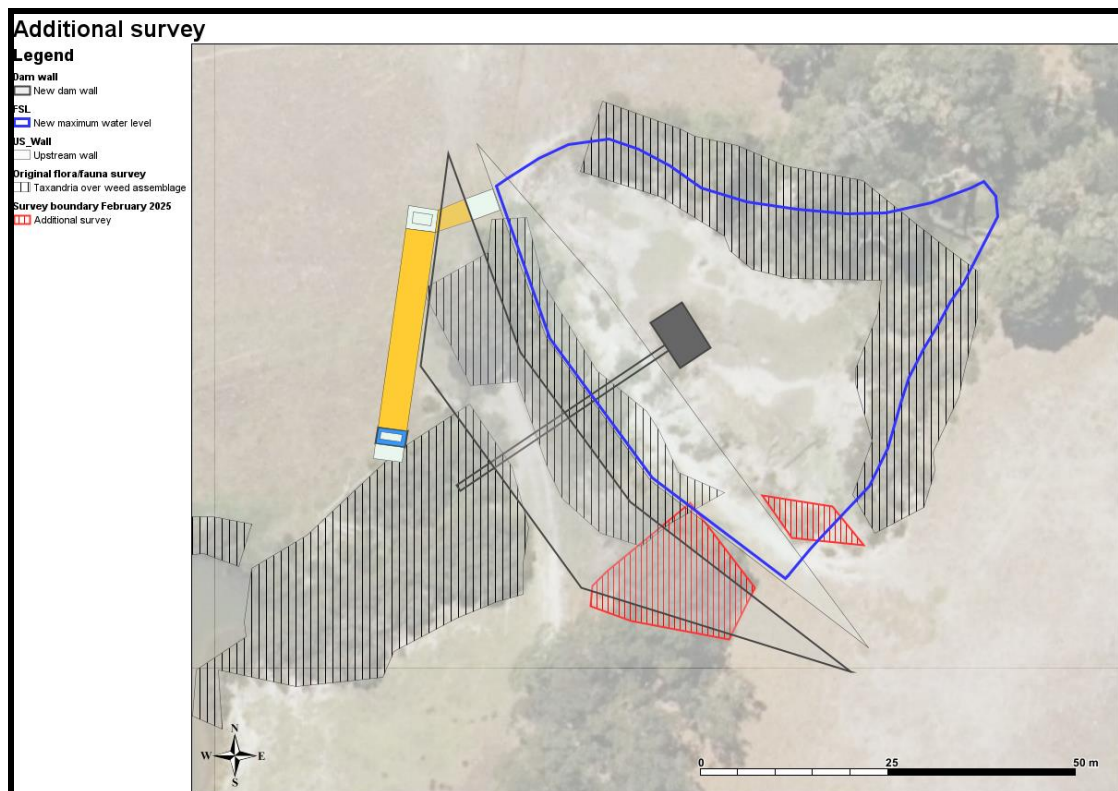 Additional survey
Legend
Dam wall
New dam wall
FSL
New maximum water level
US_Wall
Upstream wall
Original flora/fauna survey
Taxandria over weed assemblage
Survey boundary February 2025
Additional survey
N
W E
S
0 25 50 m